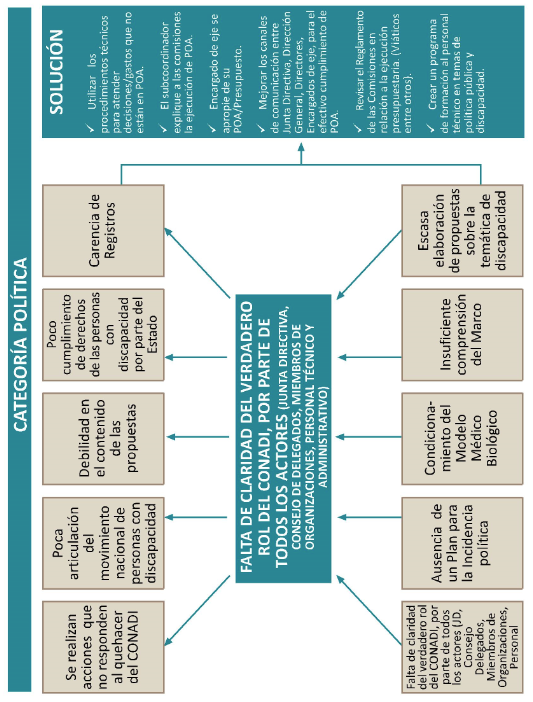 CATEGORÍA POLÍTICA
Se realizan
acciones que
no responden
al quehacer
del CONADI
Poca
articulación
del
movimiento
nacional de
personas con
discapacidad
Debilidad en
el contenido
de las
propuestas
Poco
cumplimiento
de derechos
de las personas
con
discapacidad
por parte del
Estado
Carencia de
Registros
FALTA DE CLARIDAD DEL VERDADERO
ROL DEL CONADI, POR PARTE DE
TODOS LOS ACTORES (JUNTA DIRECTIVA,
CONSEJO DE DELEGADOS, MIEMBROS DE
ORGANIZACIONES, PERSONAL TÉCNICO Y
ADMINISTRATIVO)
Falta de claridad
del verdadero rol
del CONADI, por
parte de todos
los actores (JD,
Consejo
Delegados,
Miembros de
Organizaciones,
Personal
Ausencia de
un Plan para
la Incidencia
política
Condiciona-
miento del
Modelo
Médico
Biológico
Insuficiente
comprensión
del Marco
Escasa
elaboración
de propuestas
sobre la
temática de
discapacidad
SOLUCIÓN
✓ Utilizar los
procedimientos técnicos
para atender
decisiones/gastos que no
están en POA.
✓ El subcoordinador
explique a las comisiones
la ejecución de POA.
✓ Encargado de eje se
apropie de su
POA/Presupuesto.
✓ Mejorar los canales
de comunicación entre
Junta Directiva, Dirección
General, Directores,
Encargados de eje, para el
efectivo cumplimiento de
POA.
✓ Revisar el Reglamento
de las Comisiones en
relación a la ejecución
presupuestaria. (Viáticos
entre otros).
✓ Crear un programa
de formación al personal
técnico en temas de
política pública y
discapacidad.